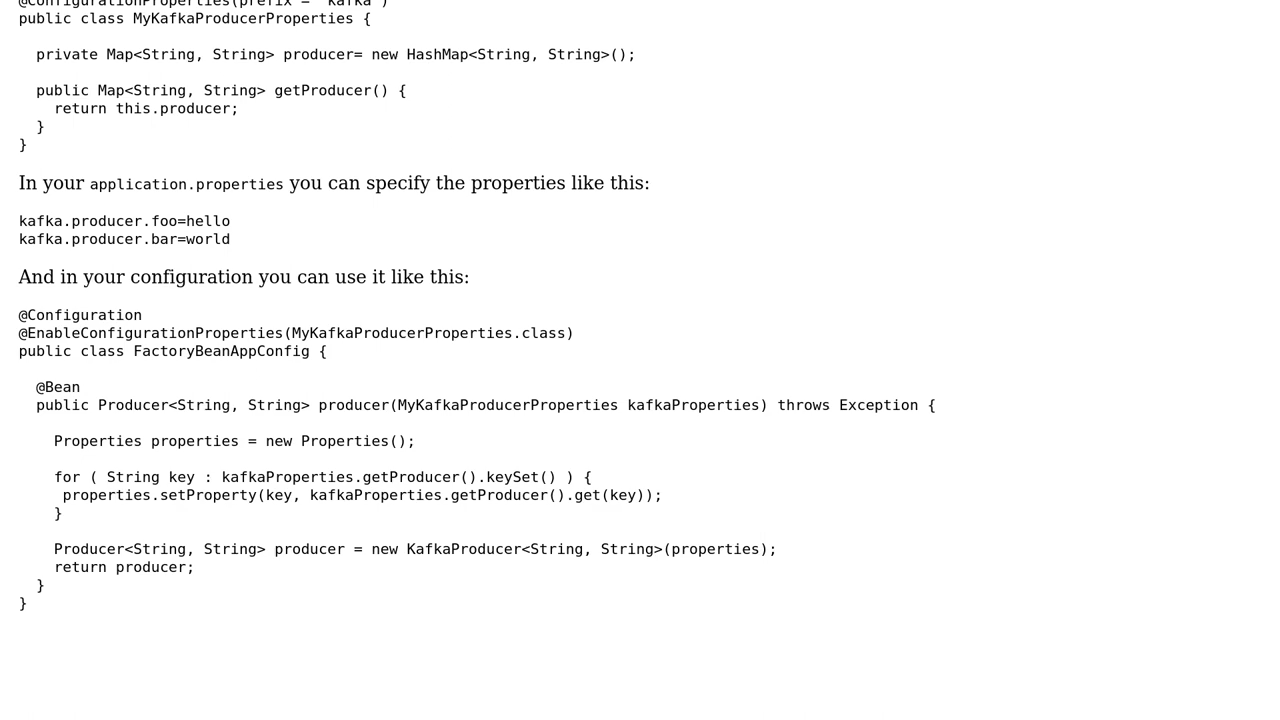 @ConfigurationProperties(prefix = "kafka")
public class MyKafkaProducerProperties {
  private Map<String, String> producer= new HashMap<String, String>();
  public Map<String, String> getProducer() {
    return this.producer;
  }
}
In your application.properties you can specify the properties like this:
kafka.producer.foo=hello
kafka.producer.bar=world
And in your configuration you can use it like this:
@Configuration
@EnableConfigurationProperties(MyKafkaProducerProperties.class)
public class FactoryBeanAppConfig {
  @Bean
  public Producer<String, String> producer(MyKafkaProducerProperties kafkaProperties) throws Exception {
    Properties properties = new Properties();
    for ( String key : kafkaProperties.getProducer().keySet() ) {
     properties.setProperty(key, kafkaProperties.getProducer().get(key));
    }
    Producer<String, String> producer = new KafkaProducer<String, String>(properties);
    return producer;
  }
}